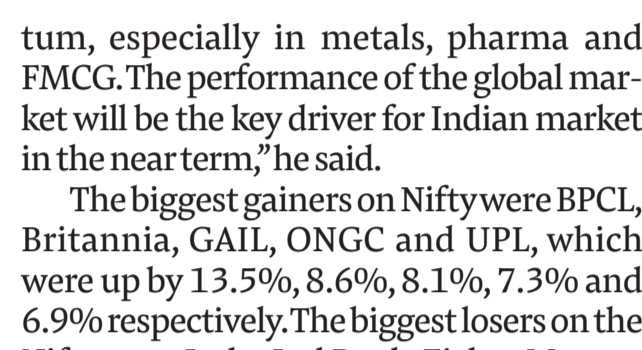 tum, especially in metals, pharma and
FMCG. The performance of the global mar-
ket will be the key driver for Indian market
in the near term,” he said.
The biggest gainers on Nifty were BPCL,
Britannia, GAIL, ONGC and UPL, which
were up by 13.5%, 8.6%, 8.1%, 7.3% and
6.9% respectively. The biggest losers on the